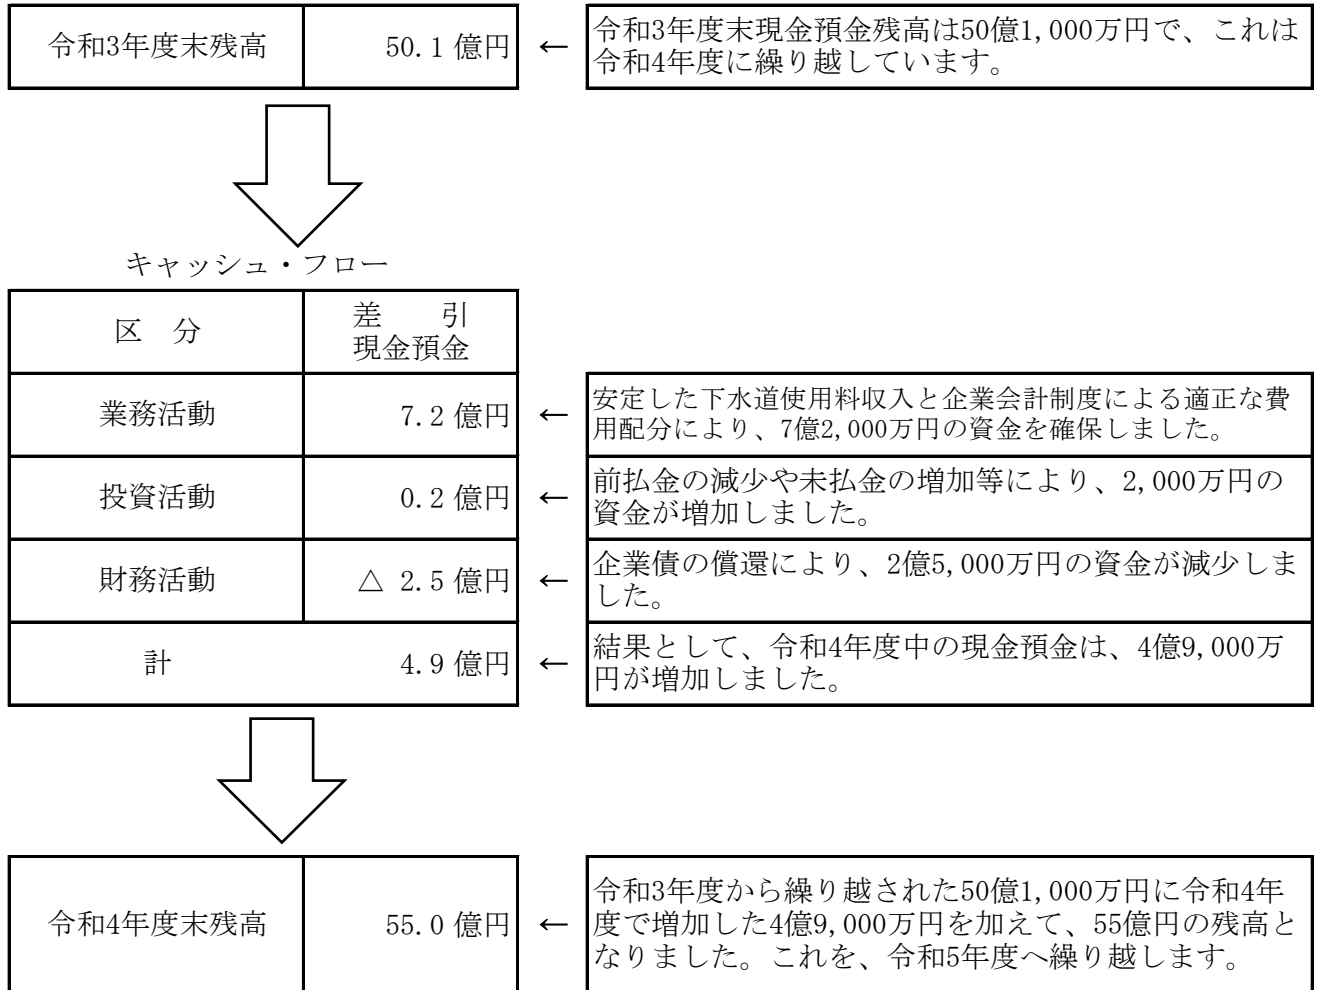 令和3年度末残高 50.1 億円 ← 令和3年度末現金預金残高は50億1,000万円で、これは
令和4年度に繰り越しています。
キャッシュ・フロー
区 分 差 引
現金預金
業務活動 7.2 億円 ← 安定した下水道使用料収入と企業会計制度による適正な費
用配分により、7億2,000万円の資金を確保しました。
投資活動 0.2 億円 ← 前払金の減少や未払金の増加等により、2,000万円の
資金が増加しました。
財務活動 △ 2.5 億円 ← 企業債の償還により、2億5,000万円の資金が減少しま
した。
計 4.9 億円 ← 結果として、令和4年度中の現金預金は、4億9,000万
円が増加しました。
令和4年度末残高 55.0 億円 ← 令和3年度から繰り越された50億1,000万円に令和4年
度で増加した4億9,000万円を加えて、55億円の残高と
なりました。これを、令和5年度へ繰り越します。